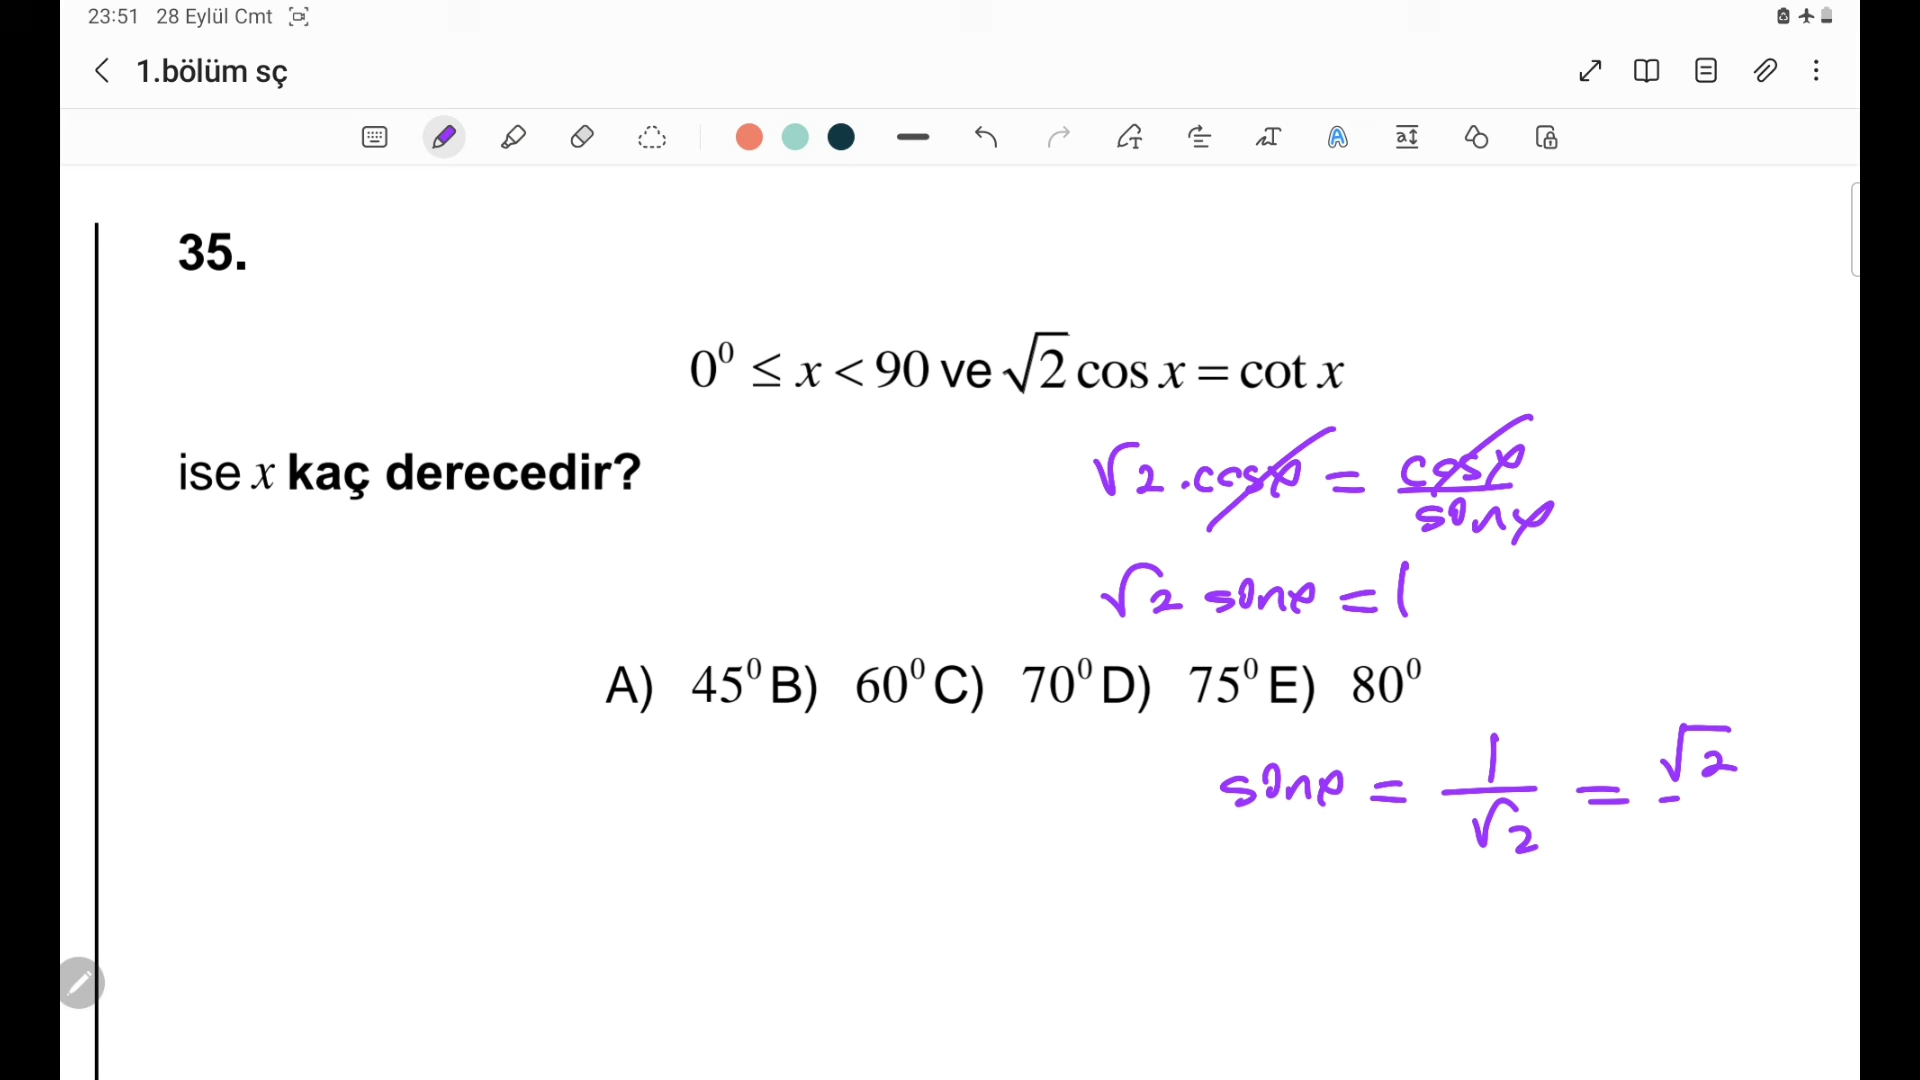 23:51 28 Eylül Cmt
1.bölüm sç
35.
0⁰ ≤ x < 90 ve √2 cos x = cot x
√2 . cosx = cosx / sinx
ise x kaç derecedir?
√2 sinx = 1
A) 45⁰ B) 60⁰ C) 70⁰ D) 75⁰ E) 80⁰
sinx = 1 / √2 = √2